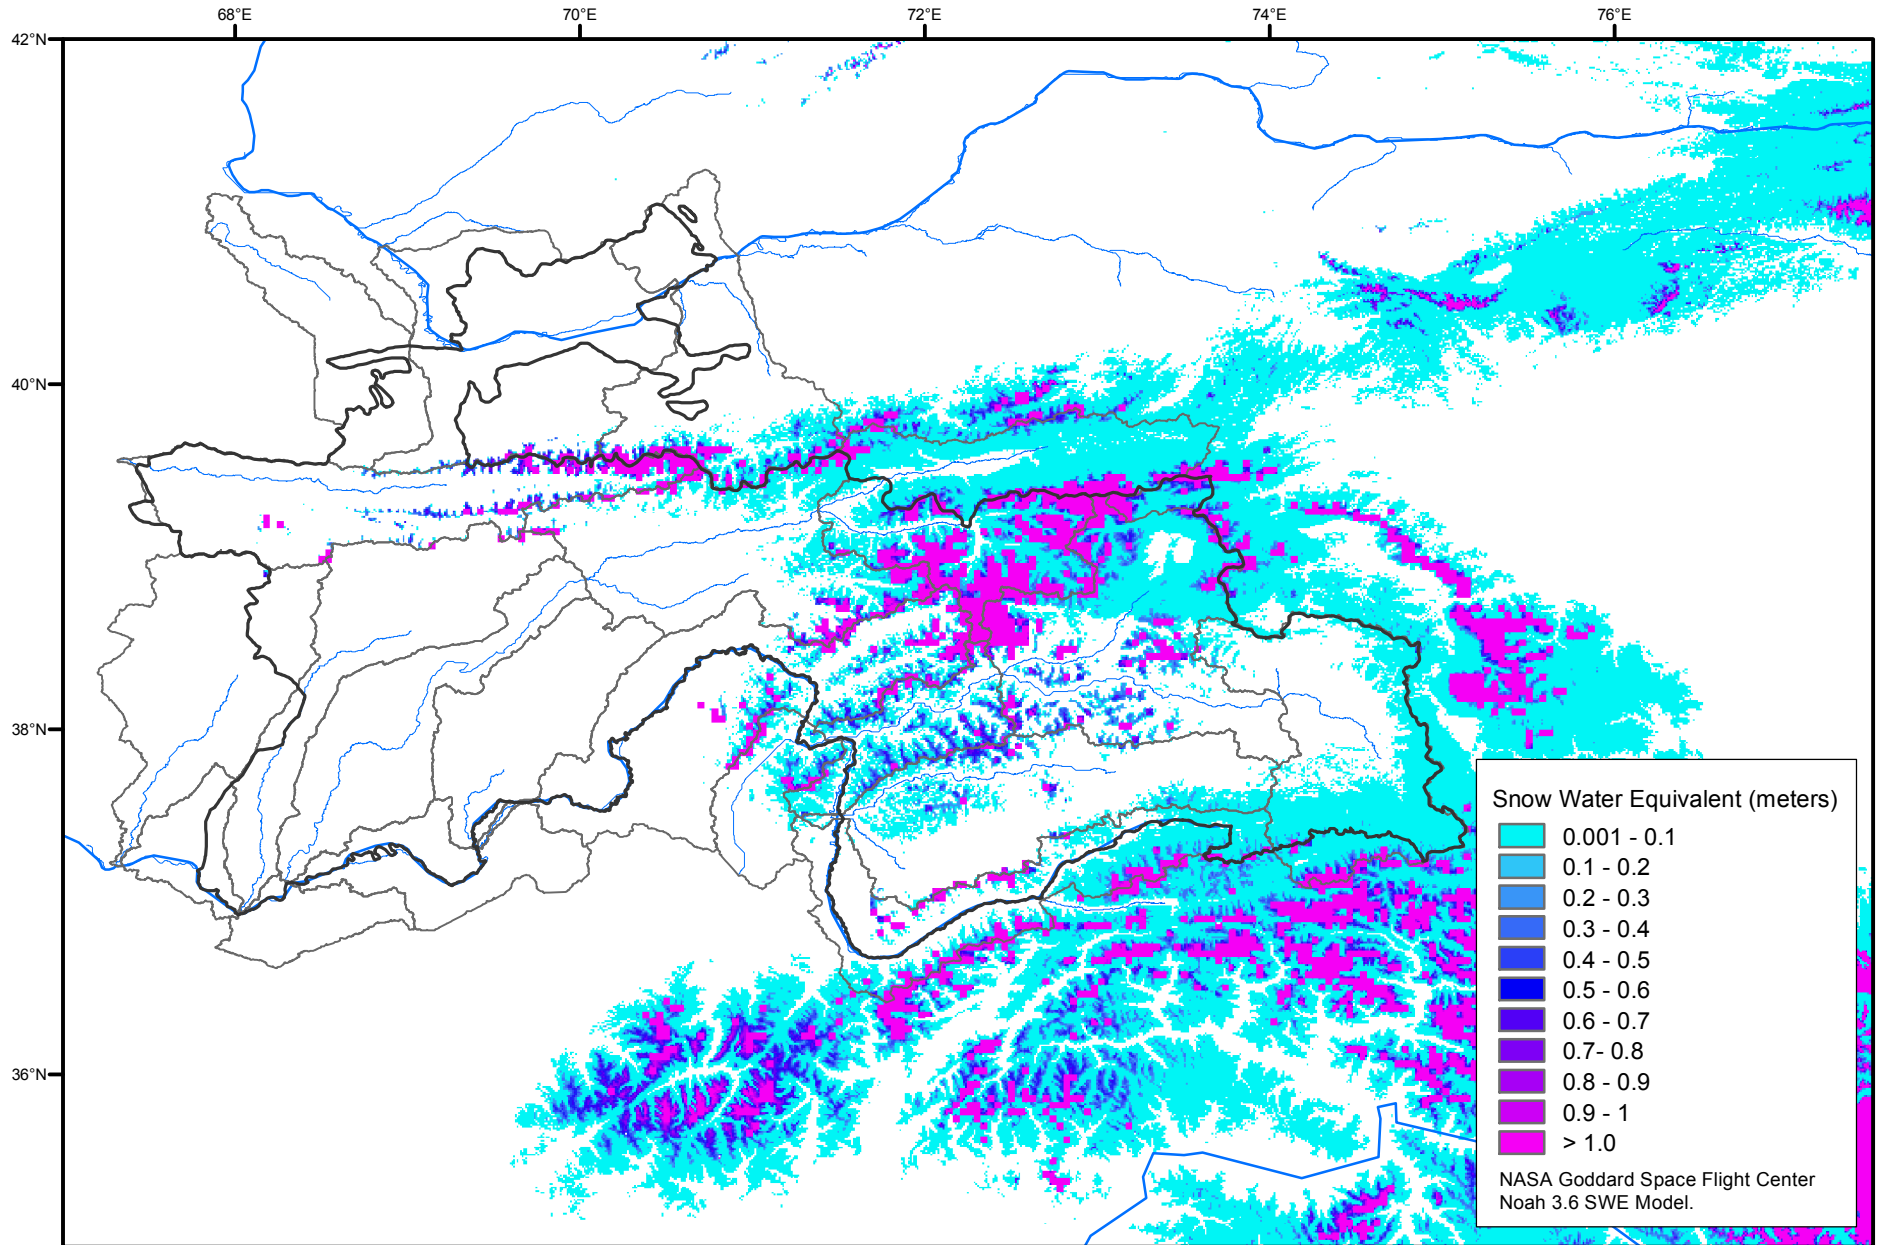 68°E 70°E 72°E 74°E 76°E
42°N
40°N
38°N
36°N
Snow Water Equivalent (meters)
0.001 - 0.1
0.1 - 0.2
0.2 - 0.3
0.3 - 0.4
0.4 - 0.5
0.5 - 0.6
0.6 - 0.7
0.7- 0.8
0.8 - 0.9
0.9 - 1
> 1.0
NASA Goddard Space Flight Center
Noah 3.6 SWE Model.